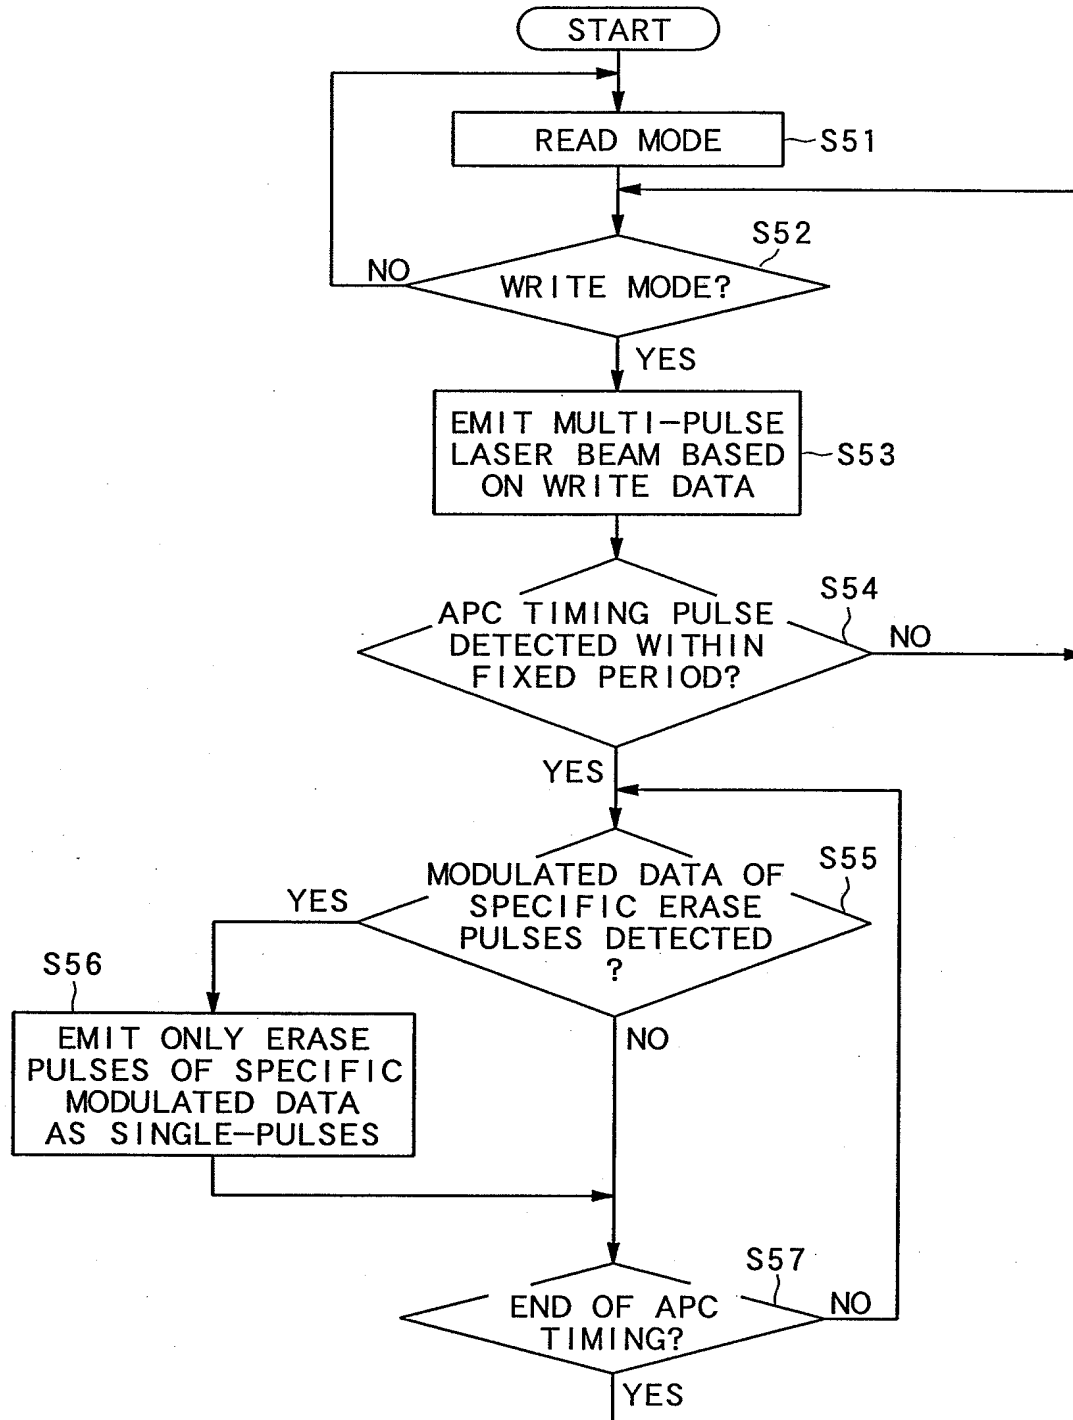 START
READ MODE
S51
S52
NO
WRITE MODE?
YES
EMIT MULTI-PULSE
LASER BEAM BASED
ON WRITE DATA
S53
S54
APC TIMING PULSE
DETECTED WITHIN
FIXED PERIOD?
NO
YES
S55
MODULATED DATA OF
SPECIFIC ERASE
PULSES DETECTED
?
YES
NO
S56
EMIT ONLY ERASE
PULSES OF SPECIFIC
MODULATED DATA
AS SINGLE-PULSES
S57
END OF APC
TIMING?
NO
YES